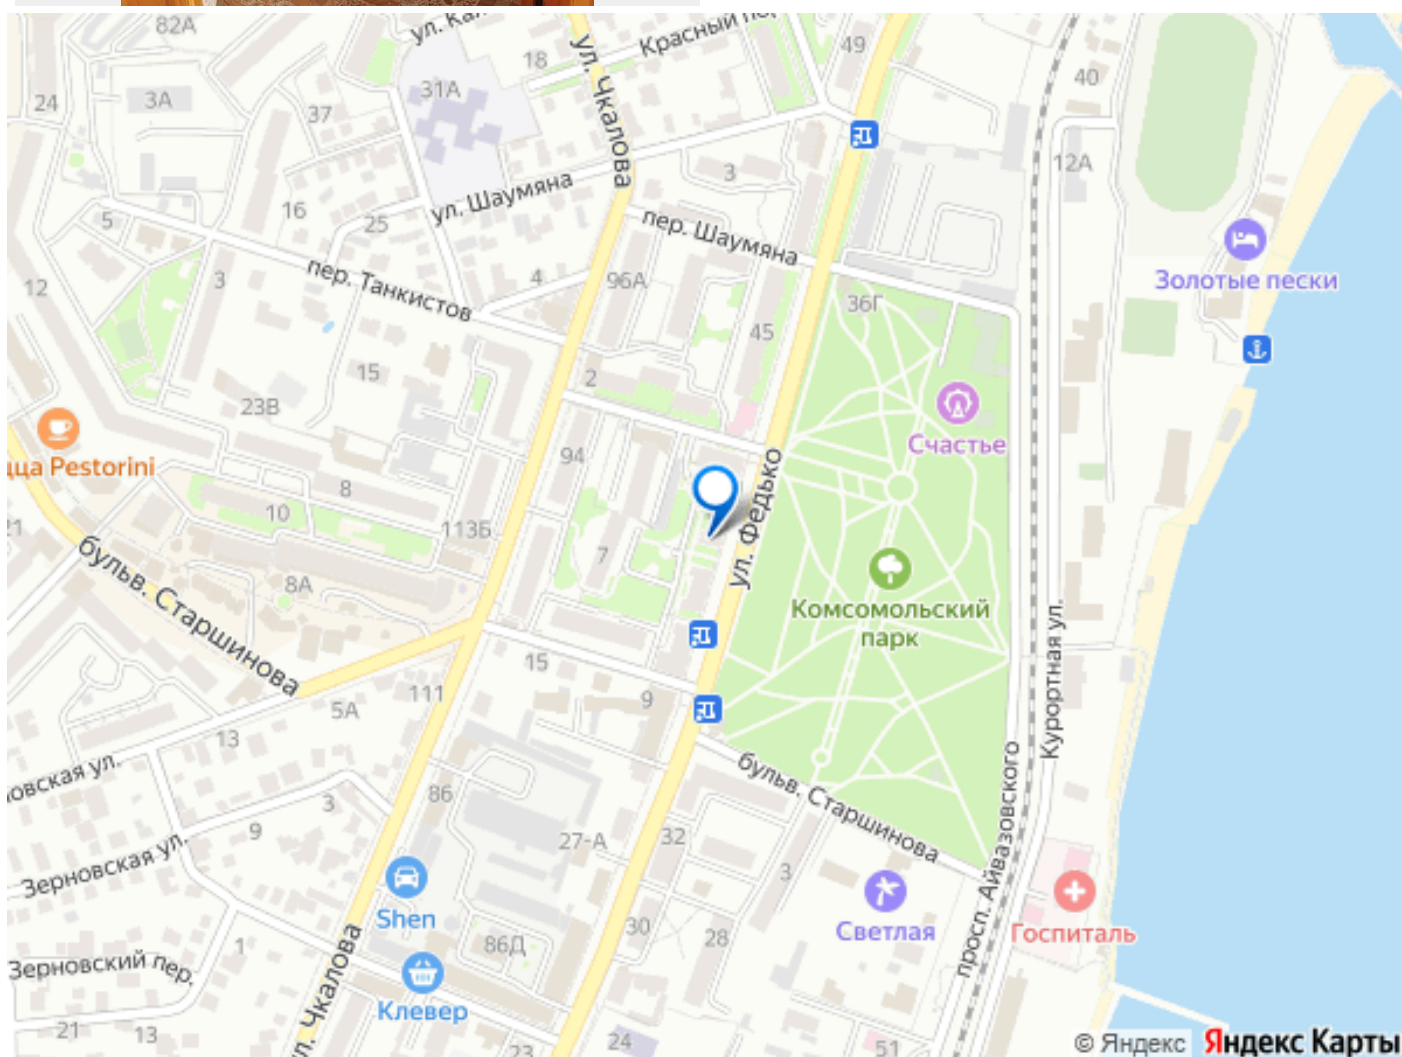 82А
ул.
Красный
49
18
40
ул. Чкалова
31А
24
3А
37
12А
3
ул. Шаумяна
16
25
5
пер. Шаумяна
Золотые пески
пер. Танкистов
4
96А
3
12
36Г
45
15
2
23В
Счастье
цца Pestorini
94
8
ул. Федько
10
113Б
21
7
бульв. Старшинова
8А
Комсомольский
парк
Курортная ул.
15
9
111
5А
13
овская ул.
бульв. Старшинова
просп. Айвазовского
86
3
9
27-А
32
Зерновская ул.
3
Shen
Светлая
Госпиталь
30
28
1
86Д
Зерновский пер.
Клевер
ул. Чкалова
21
13
23
24
51
© Яндекс Яндекс Карты